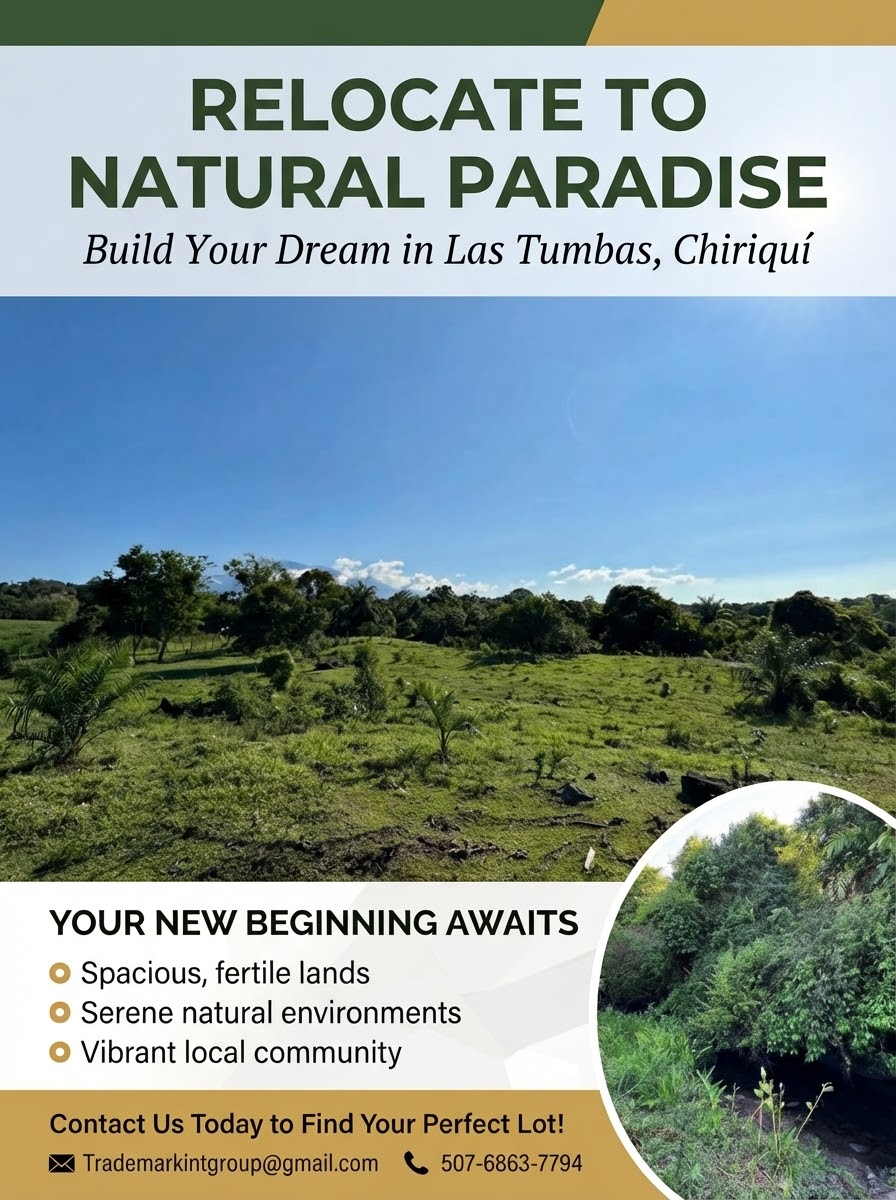 RELOCATE TO
NATURAL PARADISE
Build Your Dream in Las Tumbas, Chiriquí
YOUR NEW BEGINNING AWAITS
Spacious, fertile lands
Serene natural environments
Vibrant local community
Contact Us Today to Find Your Perfect Lot!
Trademarkintgroup@gmail.com 507-6863-7794